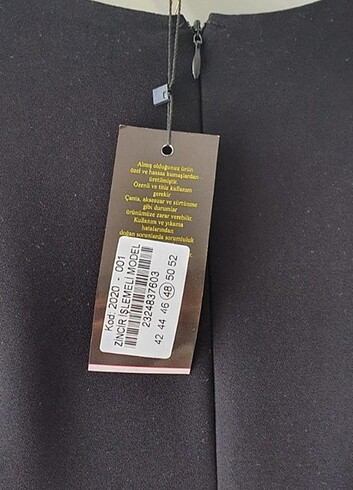 Almış olduğunuz ürün
özel ve hassas kumaşlardan
üretilmiştir.
Özenli ve titiz kullanım
gerekir
Çanta, aksesuar ve sürtünme
gibi durumlar
ürünümüze zarar verebilir.
Kullanım ve yıkama
hatalarından
doğan sorunlarda sorumluluk
Kod. 2020 - 001
ZİNCİR İŞLEMELİ MODEL
2324837603
42 44 46 48 50 52